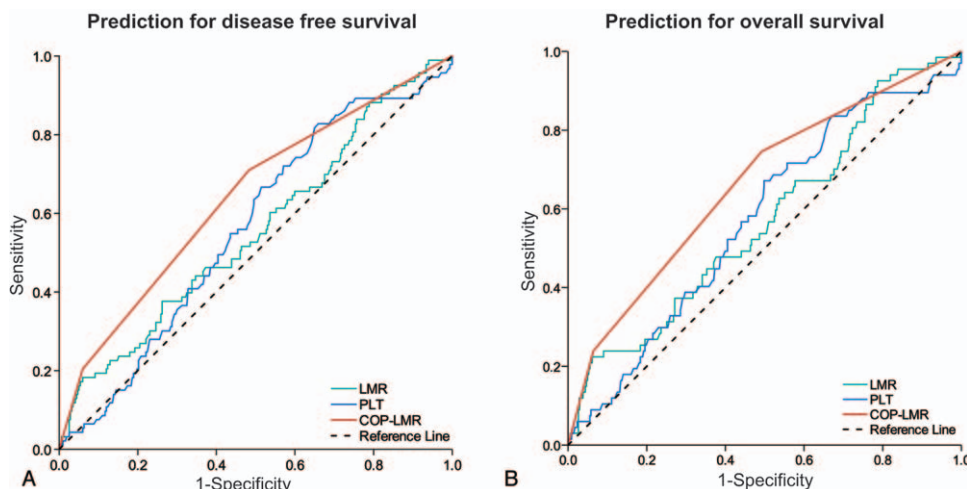 Prediction for disease free survival
1.0
0.8
0.6
0.4
0.2
0.0
Sensitivity
LMR
PLT
COP-LMR
Reference Line
0.0 0.2 0.4 0.6 0.8 1.0
A 1-Specificity
Prediction for overall survival
1.0
0.8
0.6
0.4
0.2
0.0
Sensitivity
LMR
PLT
COP-LMR
Reference Line
0.0 0.2 0.4 0.6 0.8 1.0
B 1-Specificity